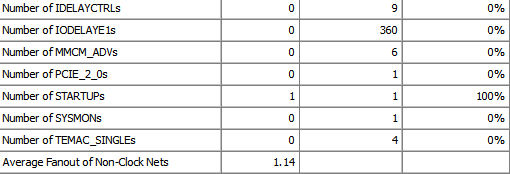 Number of IDELAYCTRLs 0 9 0%
Number of IODELAYE1s 0 360 0%
Number of MMCM_ADVs 0 6 0%
Number of PCIE_2_0s 0 1 0%
Number of STARTUPs 1 1 100%
Number of SYSMONs 0 1 0%
Number of TEMAC_SINGLEs 0 4 0%
Average Fanout of Non-Clock Nets 1.14